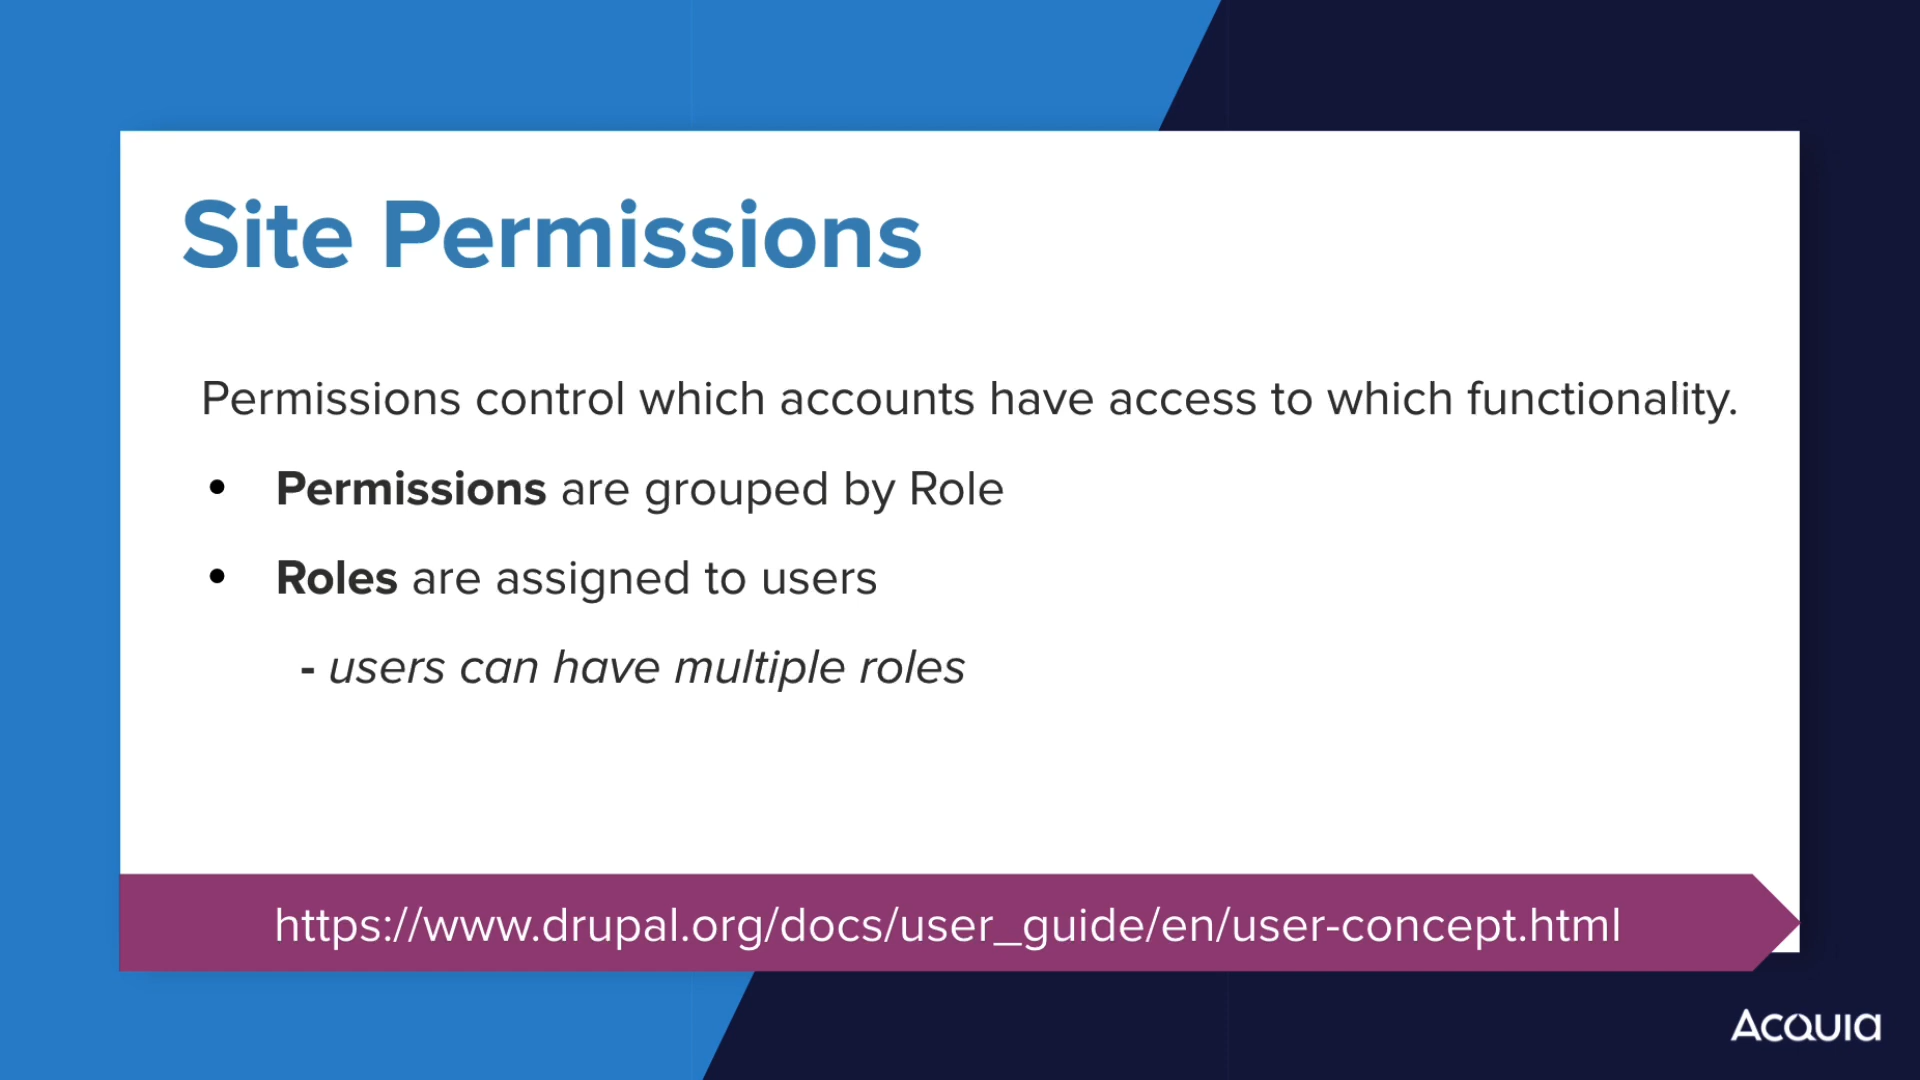 Site Permissions
Permissions control which accounts have access to which functionality.
• Permissions are grouped by Role
• Roles are assigned to users
- users can have multiple roles
https://www.drupal.org/docs/user_guide/en/user-concept.html
Acquia